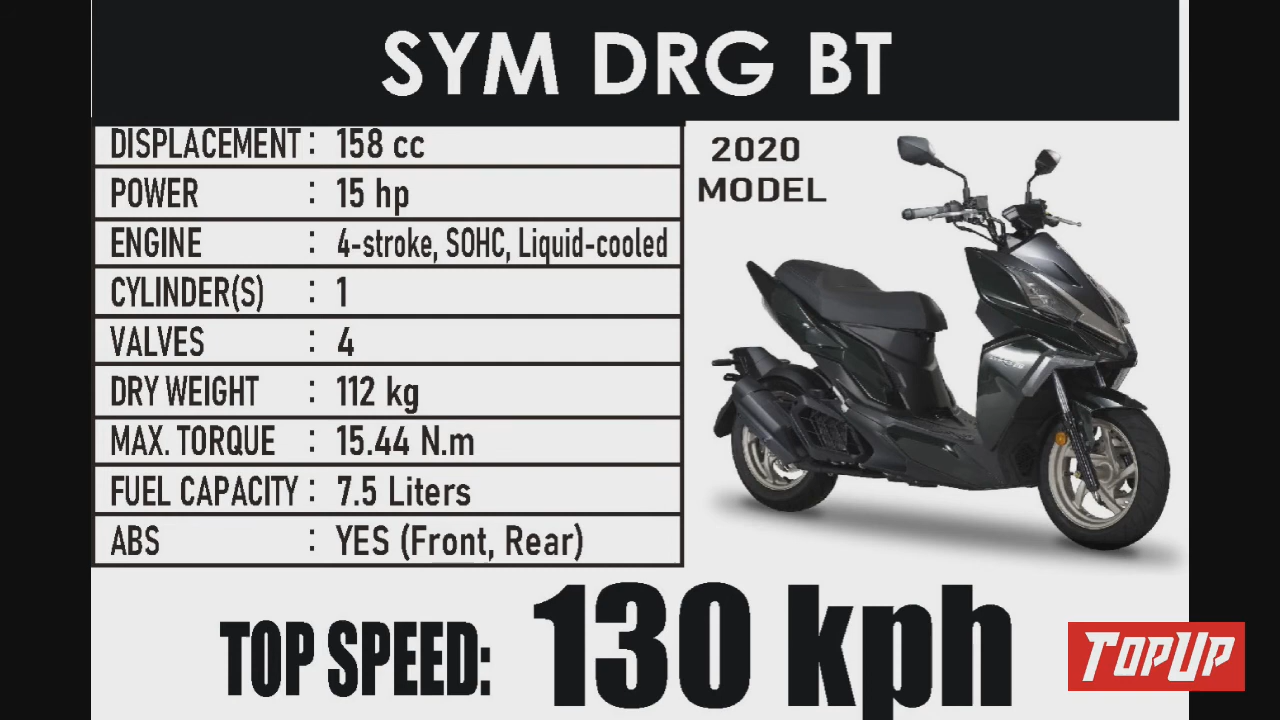 SYM DRG BT
DISPLACEMENT : 158 cc
POWER : 15 hp
ENGINE : 4-stroke, SOHC, Liquid-cooled
CYLINDER(S) : 1
VALVES : 4
DRY WEIGHT : 112 kg
MAX. TORQUE : 15.44 N.m
FUEL CAPACITY : 7.5 Liters
ABS : YES (Front, Rear)
2020
MODEL
TOP SPEED: 130 kph
TOPUP